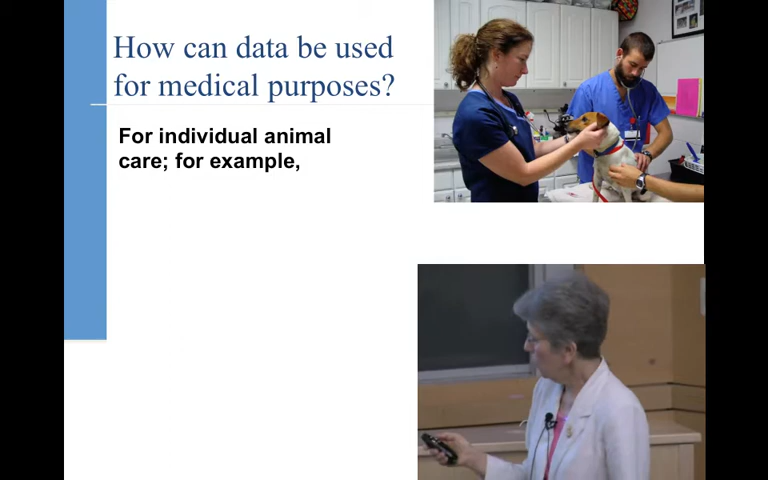 How can data be used
for medical purposes?
For individual animal
care; for example,